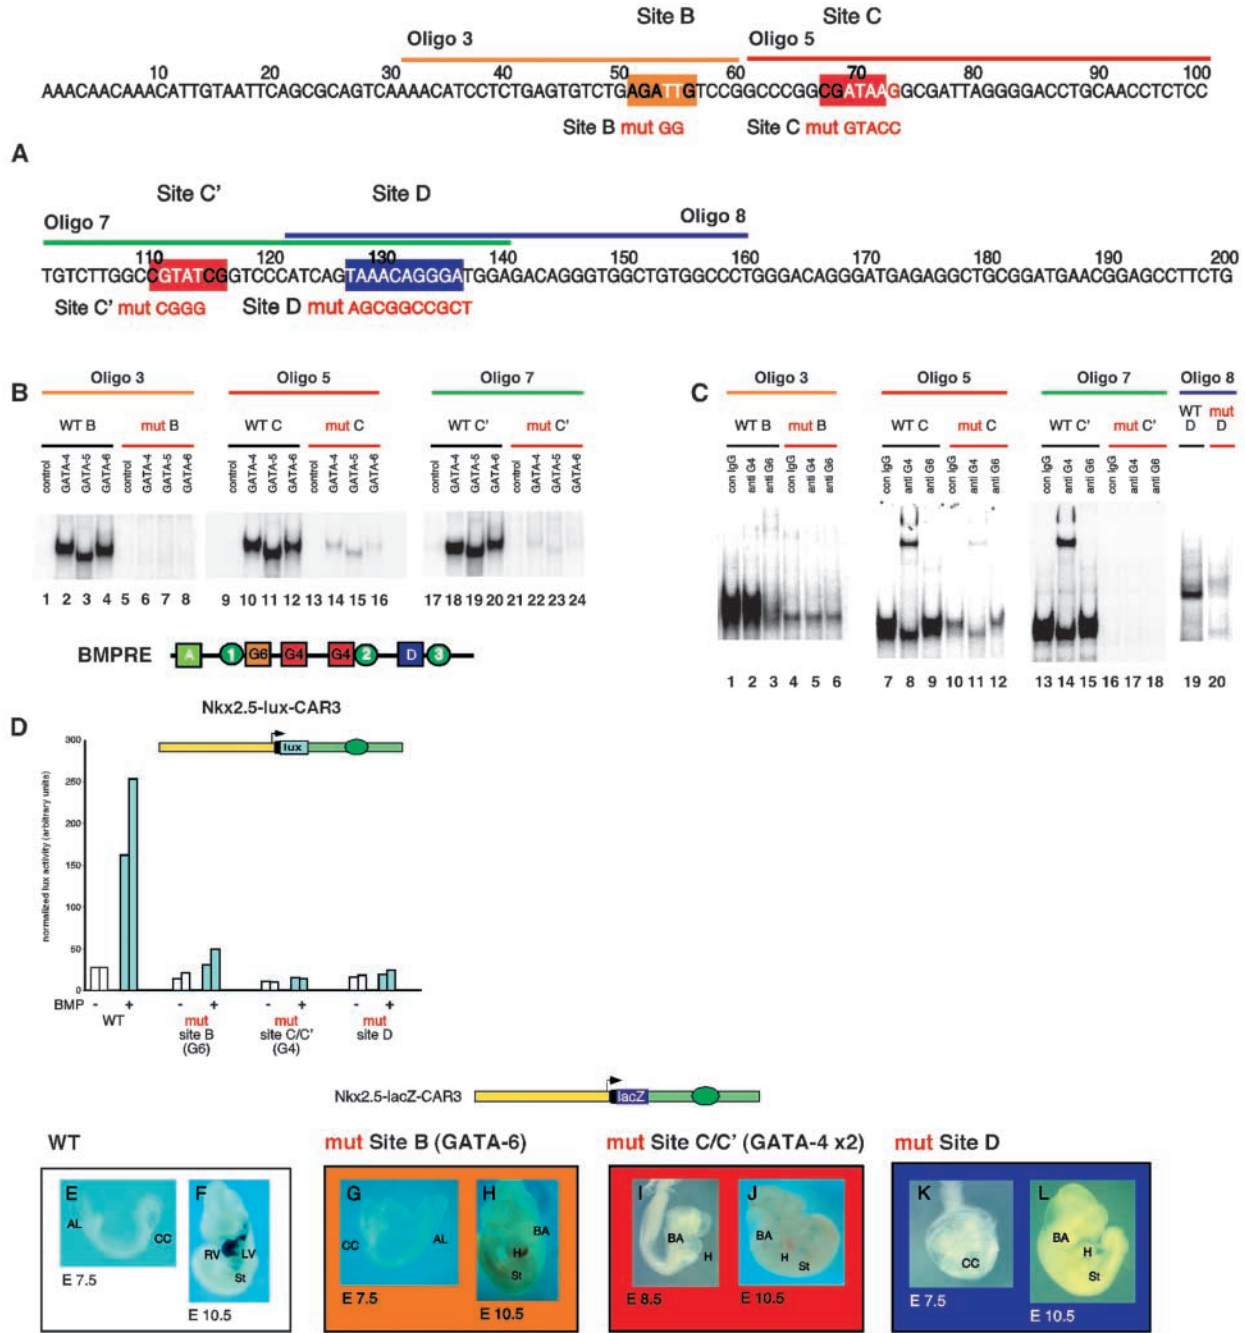 Site B Site C
Oligo 3 Oligo 5
10 20 30 40 50 60 70 80 90 100
AAACAACAAACATTGTAATTCAGCGCAGTCAAAACATCCTCTGAGTGTCTGAGATTGTCCGGCCCGGCGATAAGGCGATTAGGGGACCTGCAACCTCTCC
Site B mut GG Site C mut GTACC
A
Site C' Site D
Oligo 7 Oligo 8
110 120 130 140 150 160 170 180 190 200
TGTCTTGGCCCGTATCGGTCCCATCAGTAAACAGGGATGGAGACAGGGTGGCTGTGGCCCTGGGACAGGGATGAGAGGCTGCGGATGAACGGAGCCTTCTG
Site C' mut CGGG Site D mut AGCGGCCGCT
B
Oligo 3 Oligo 5 Oligo 7
WT B mut B WT C mut C WT C' mut C'
control GATA-4 GATA-5 GATA-6 control GATA-4 GATA-5 GATA-6 control GATA-4 GATA-5 GATA-6 control GATA-4 GATA-5 GATA-6 control GATA-4 GATA-5 GATA-6 control GATA-4 GATA-5 GATA-6
1 2 3 4 5 6 7 8 9 10 11 12 13 14 15 16 17 18 19 20 21 22 23 24
BMPRE A 1 G6 G4 G4 2 D 3
C
Oligo 3 Oligo 5 Oligo 7 Oligo 8
WT B mut B WT C mut C WT C' mut C' WT D mut D
con IgG anti G4 anti G6 con IgG anti G4 anti G6 con IgG anti G4 anti G6 con IgG anti G4 anti G6 con IgG anti G4 anti G6 con IgG anti G4 anti G6
1 2 3 4 5 6 7 8 9 10 11 12 13 14 15 16 17 18 19 20
D
Nkx2.5-lux-CAR3
lux
normalized lux activity (arbitrary units)
300
250
200
150
100
50
0
BMP - + - + - + - +
WT mut site B (G6) mut site C/C' (G4) mut site D
Nkx2.5-lacZ-CAR3 lacZ
WT
E AL CC E 7.5
F RV LV St E 10.5
mut Site B (GATA-6)
G CC AL E 7.5
H BA H St E 10.5
mut Site C/C' (GATA-4 x2)
I BA H E 8.5
J BA H St E 10.5
mut Site D
K CC E 7.5
L BA H St E 10.5